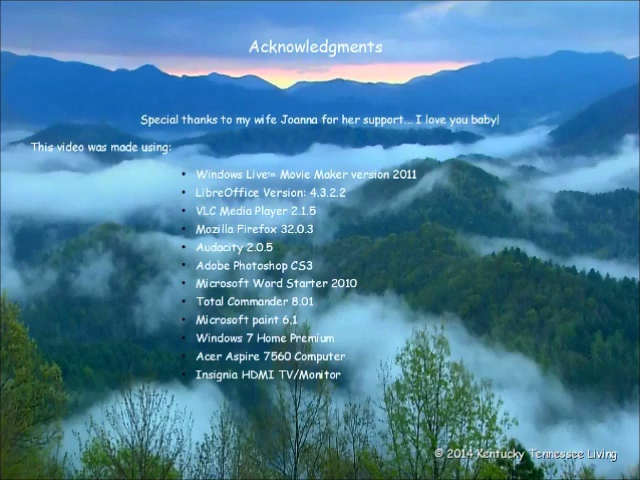 Acknowledgments
Special thanks to my wife Joanna for her support... I love you baby!
This video was made using:
• Windows Live™ Movie Maker version 2011
• LibreOffice Version: 4.3.2.2
• VLC Media Player 2.1.5
• Mozilla Firefox 32.0.3
• Audacity 2.0.5
• Adobe Photoshop CS3
• Microsoft Word Starter 2010
• Total Commander 8.01
• Microsoft paint 6.1
• Windows 7 Home Premium
• Acer Aspire 7560 Computer
• Insignia HDMI TV/Monitor
© 2014 Kentucky Tennessee Living